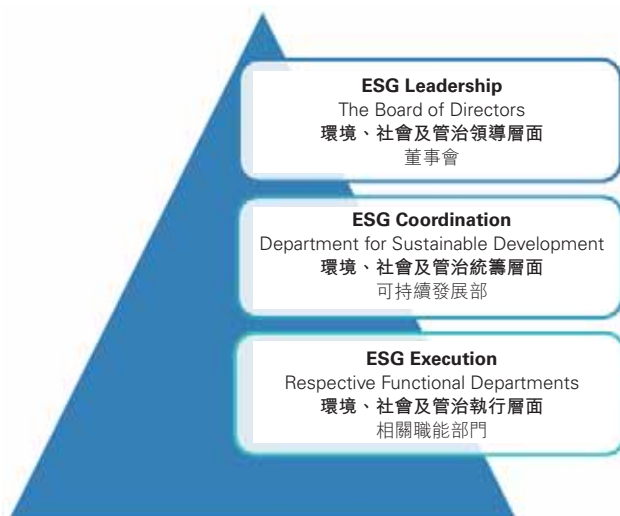 ESG Leadership
The Board of Directors
環境、社會及管治領導層面
董事會
ESG Coordination
Department for Sustainable Development
環境、社會及管治統籌層面
可持續發展部
ESG Execution
Respective Functional Departments
環境、社會及管治執行層面
相關職能部門